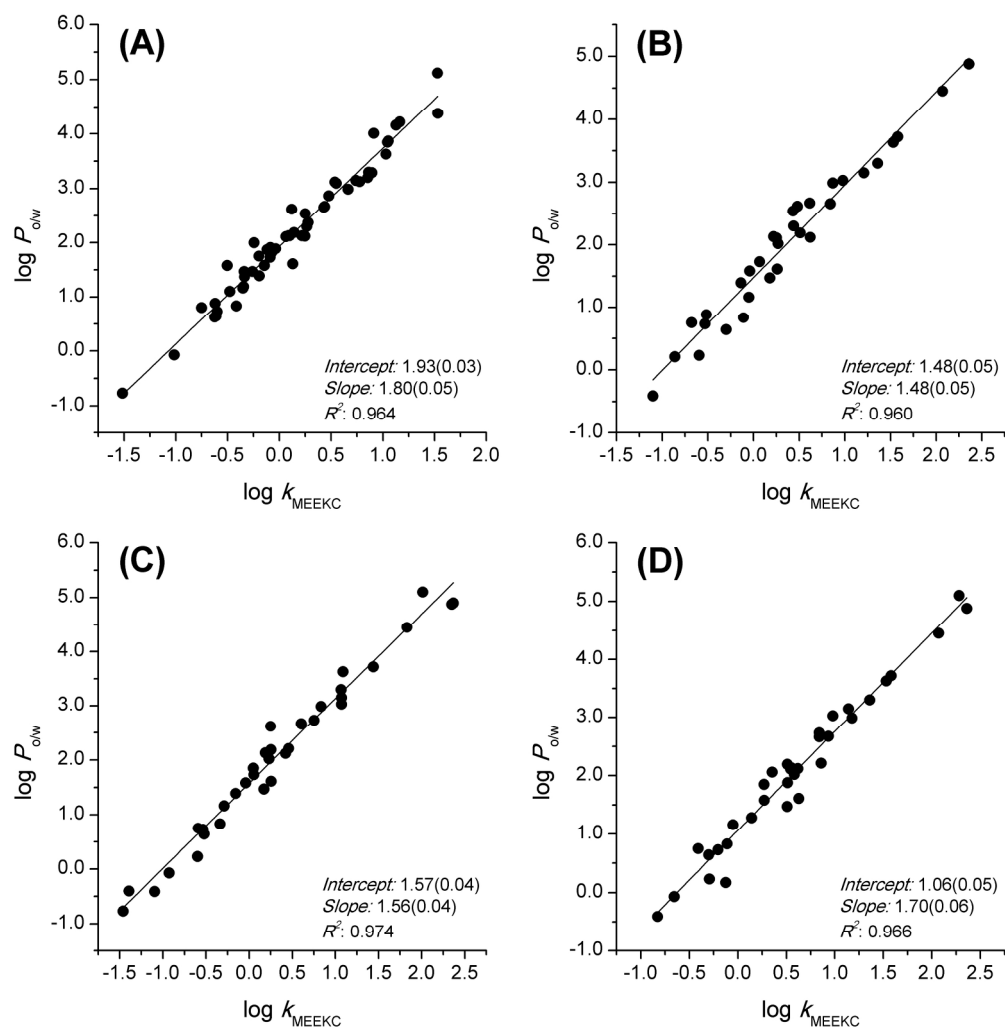 (A)
6.0
5.0
4.0
3.0
2.0
1.0
0.0
-1.0
log P o/w
Intercept: 1.93(0.03)
Slope: 1.80(0.05)
R²: 0.964
-1.5 -1.0 -0.5 0.0 0.5 1.0 1.5 2.0
log k MEEKC
(B)
5.0
4.0
3.0
2.0
1.0
0.0
-1.0
log P o/w
Intercept: 1.48(0.05)
Slope: 1.48(0.05)
R²: 0.960
-1.5 -1.0 -0.5 0.0 0.5 1.0 1.5 2.0 2.5
log k MEEKC
(C)
6.0
5.0
4.0
3.0
2.0
1.0
0.0
-1.0
log P o/w
Intercept: 1.57(0.04)
Slope: 1.56(0.04)
R²: 0.974
-1.5 -1.0 -0.5 0.0 0.5 1.0 1.5 2.0 2.5
log k MEEKC
(D)
6.0
5.0
4.0
3.0
2.0
1.0
0.0
-1.0
log P o/w
Intercept: 1.06(0.05)
Slope: 1.70(0.06)
R²: 0.966
-1.0 -0.5 0.0 0.5 1.0 1.5 2.0 2.5
log k MEEKC